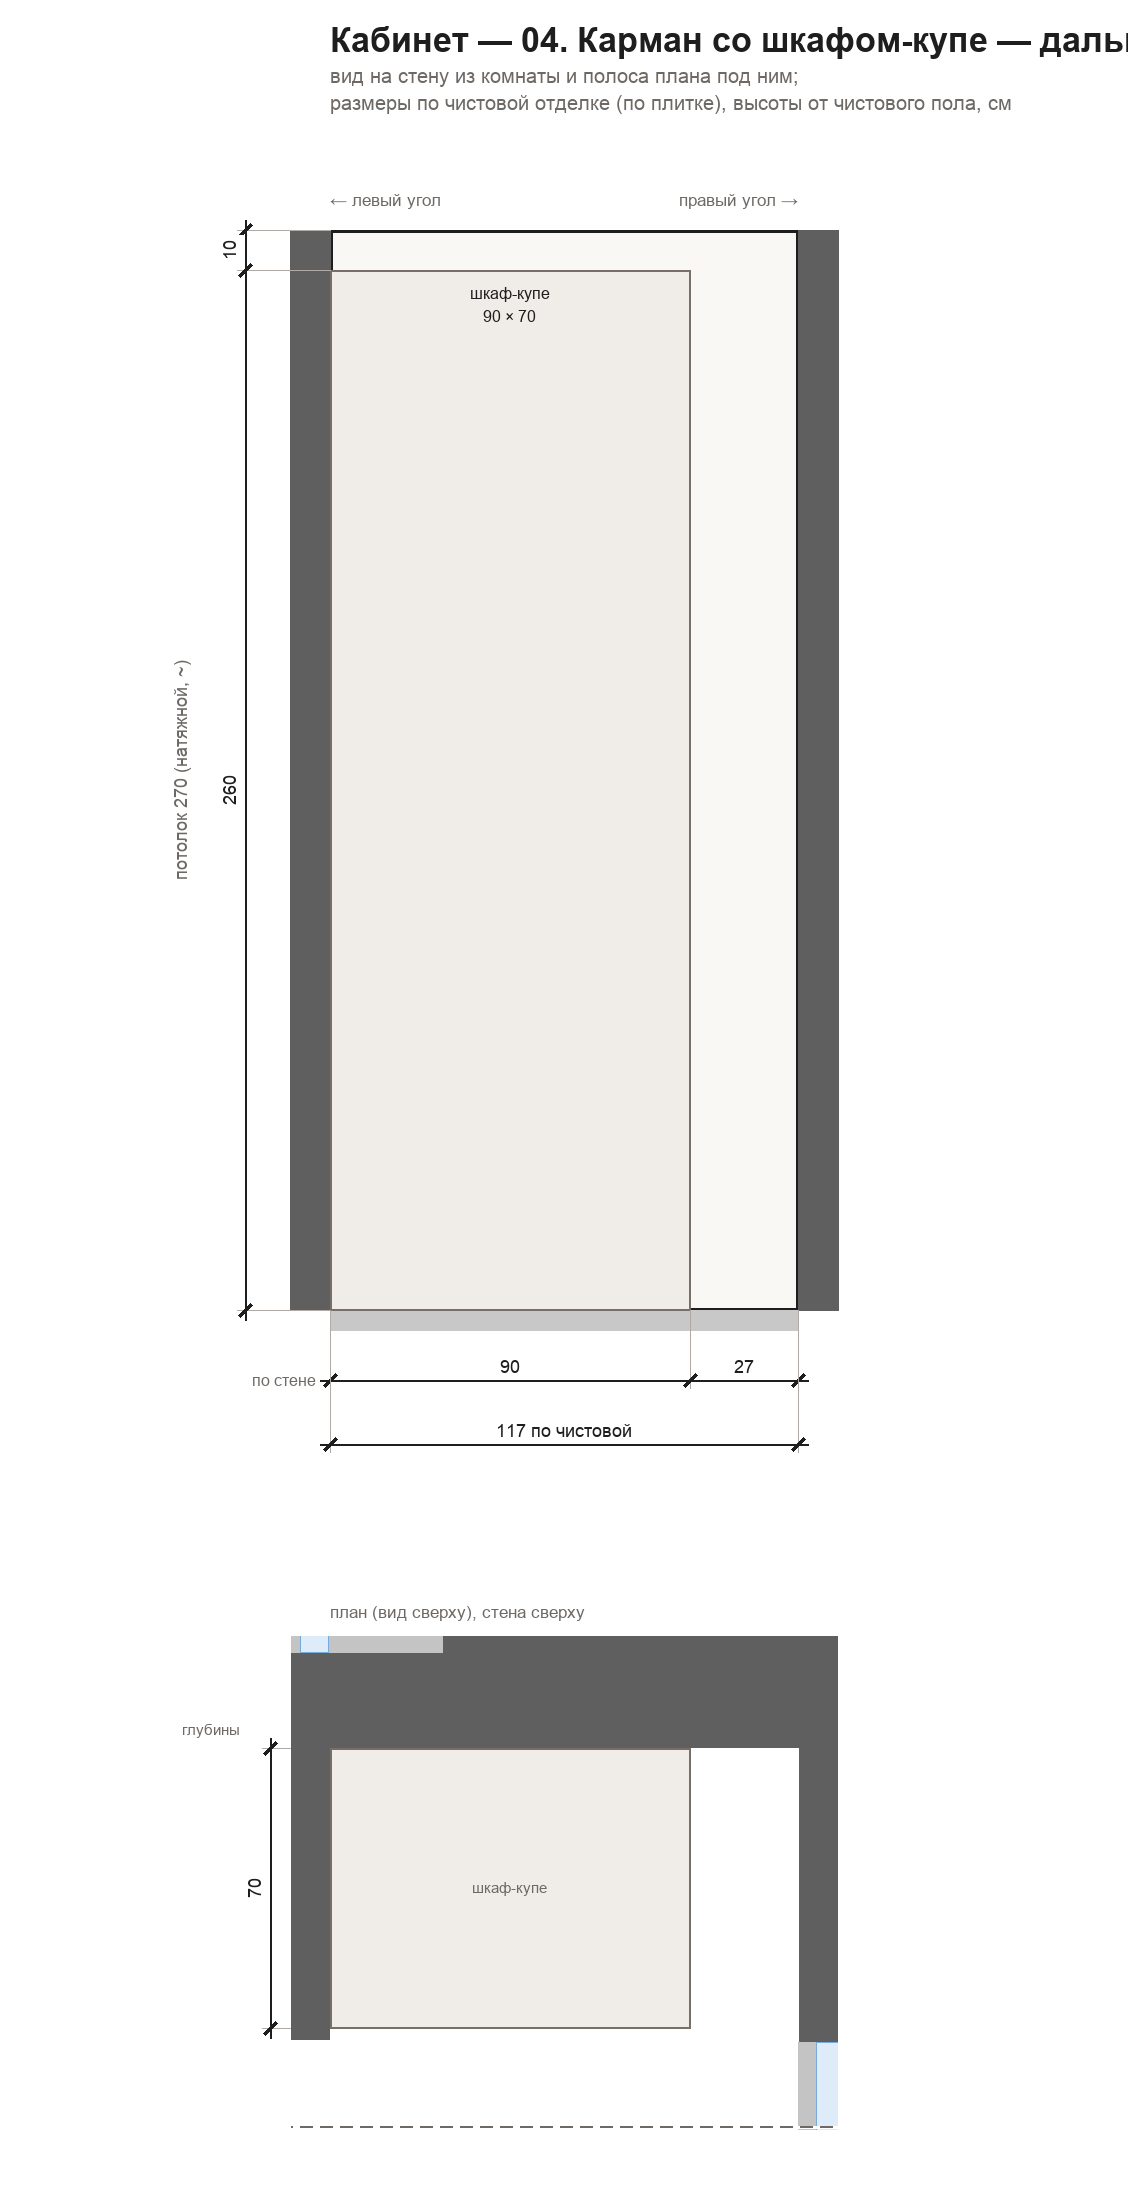 Кабинет — 04. Карман со шкафом-купе —
вид на стену из комнаты и полоса плана под ним;
размеры по чистовой отделке (по плитке), высоты от чистового пола, см
← левый угол
правый угол →
10
шкаф-купе
90 × 70
потолок 270 (натяжной, ~)
260
90
27
по стене
117 по чистовой
план (вид сверху), стена сверху
глубины
70
шкаф-купе